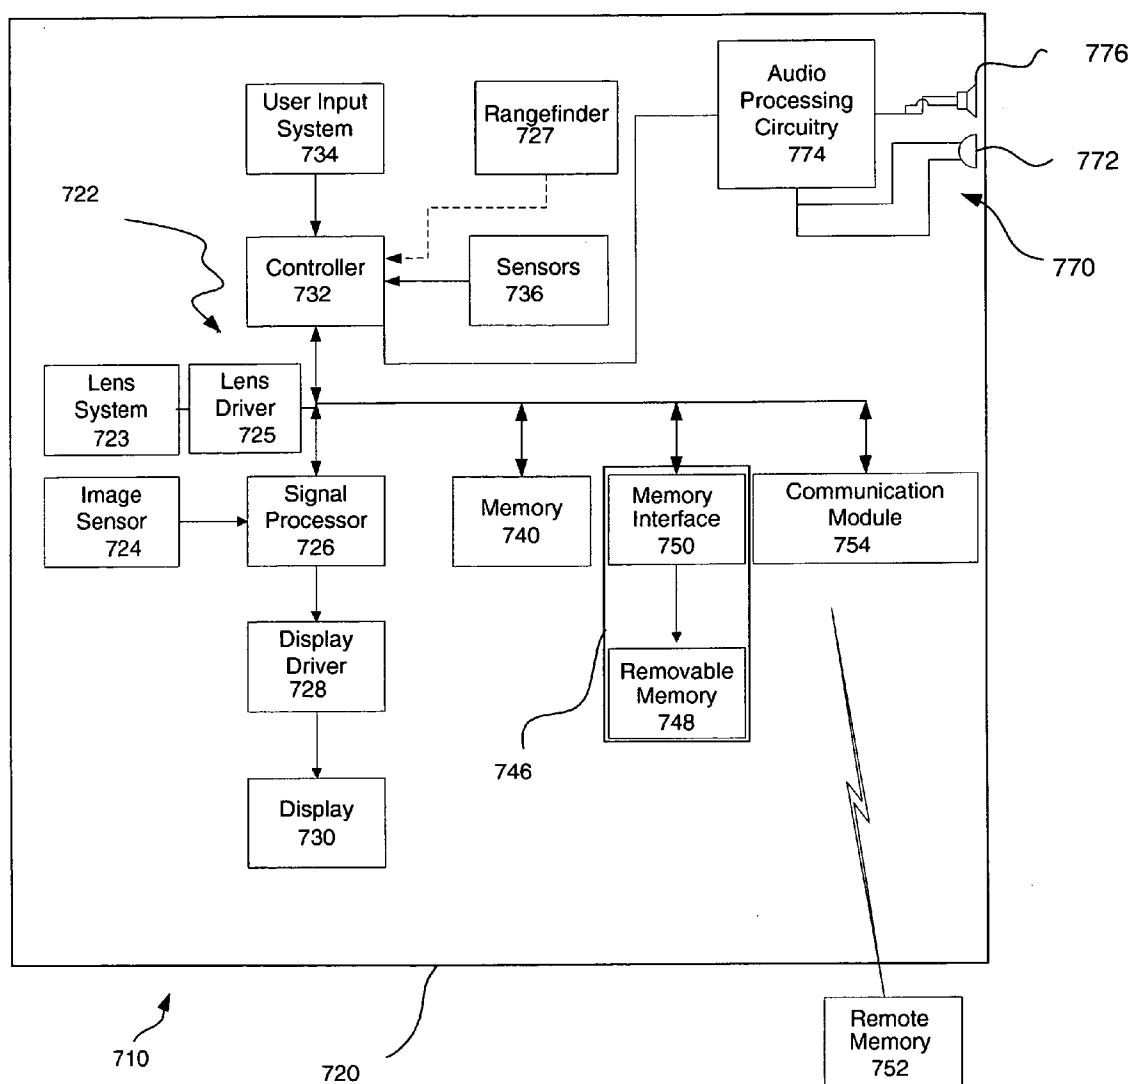 776
Audio
Processing
Circuitry
774
User Input
System
734
Rangefinder
727
772
722
770
Controller
732
Sensors
736
Lens
System
723
Lens
Driver
725
Image
Sensor
724
Signal
Processor
726
Memory
740
Memory
Interface
750
Communication
Module
754
Display
Driver
728
Removable
Memory
748
746
Display
730
710
720
Remote
Memory
752